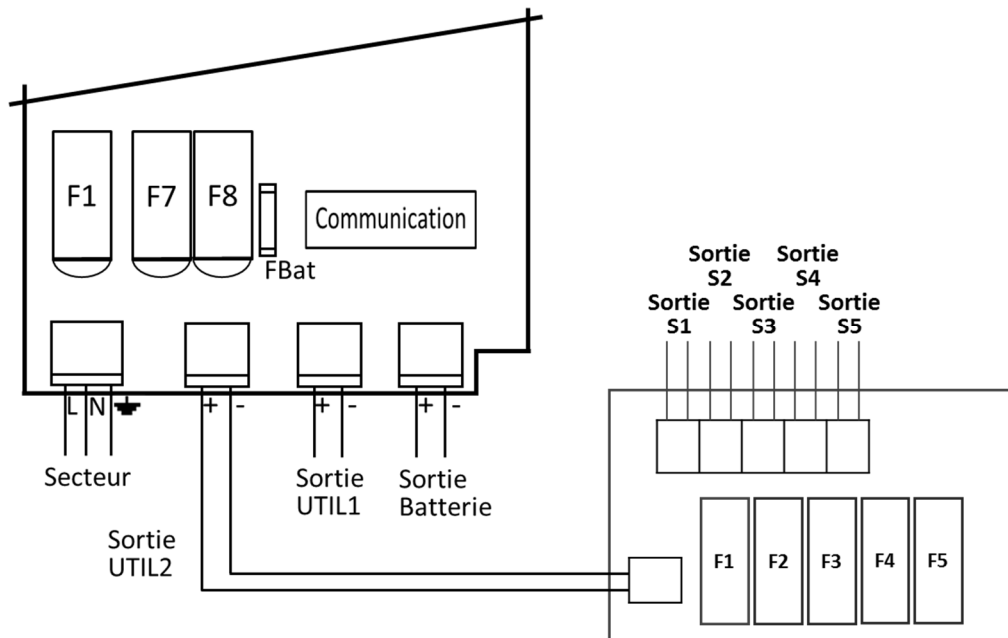 F1
F7
F8
Communication
FBat
L
N
+
-
+
-
+
-
Secteur
Sortie
UTIL2
Sortie
UTIL1
Sortie
Batterie
Sortie
S1
Sortie
S2
Sortie
S3
Sortie
S4
Sortie
S5
F1
F2
F3
F4
F5